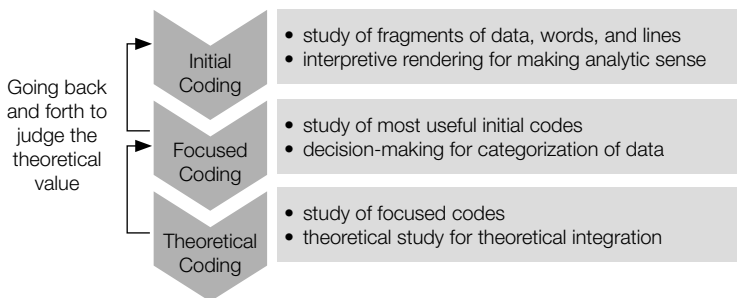 Going back
and forth to
judge the
theoretical
value
Initial
Coding
• study of fragments of data, words, and lines
• interpretive rendering for making analytic sense
Focused
Coding
• study of most useful initial codes
• decision-making for categorization of data
Theoretical
Coding
• study of focused codes
• theoretical study for theoretical integration